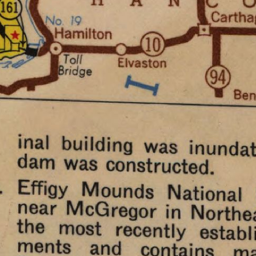 161
H A N C O
No. 19
Carthag
Hamilton
10
Toll
Bridge
Elvaston
94
Ben
inal building was inundat
dam was constructed.
Effigy Mounds National
near McGregor in Northea
the most recently establi
ments and contains ma